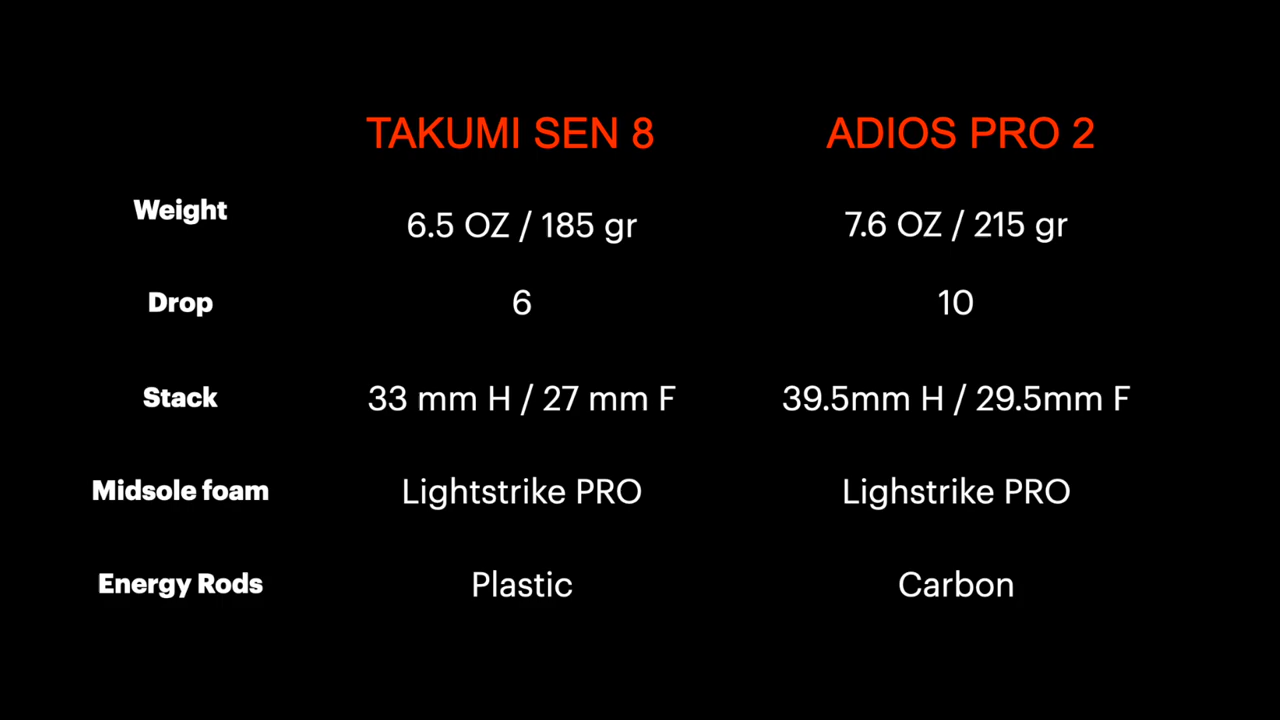 TAKUMI SEN 8 ADIOS PRO 2
Weight 6.5 OZ / 185 gr 7.6 OZ / 215 gr
Drop 6 10
Stack 33 mm H / 27 mm F 39.5mm H / 29.5mm F
Midsole foam Lightstrike PRO Lighstrike PRO
Energy Rods Plastic Carbon